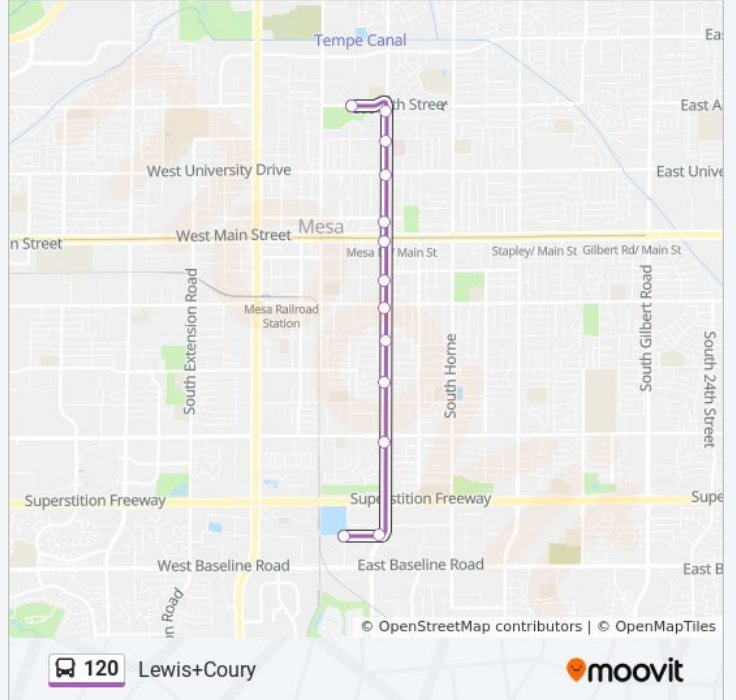 Tempe Canal
Eas
th Street
East A
West University Drive
East Unive
Mesa
West Main Street
n Street
Mesa
/ Main St
Stapley/ Main St
Gilbert Rd/ Main St
South Extension Road
Mesa Railroad
Station
South Gilbert Road
South Horne
South 24th Street
Superstition Freeway
Superstition Freeway
Supe
West Baseline Road
East Baseline Road
East B
on Road
© OpenStreetMap contributors | © OpenMapTiles
120 Lewis+Coury
moovit